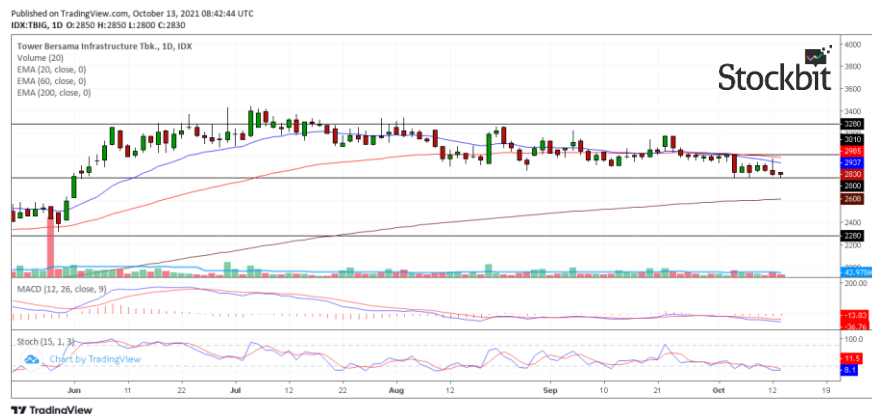 Published on TradingView.com, October 13, 2021 08:42:44 UTC
IDX:TBIG, 1D O:2850 H:2850 L:2800 C:2830
Tower Bersama Infrastructure Tbk., 1D, IDX
Volume (20)
EMA (20, close, 0)
EMA (60, close, 0)
EMA (200, close, 0)
Stockbit
4000
3800
3600
3400
3280
3010
2985
2937
2830
2800
2608
2400
2280
2200
MACD (12, 26, close, 9)
200.00
-13.83
-36.76
Stoch (15, 1, 3)
100.0
11.5
8.1
Chart by TradingView
Jun 11 22 Jul 12 22 Aug 12 Sep 10 21 Oct 12 19
TradingView